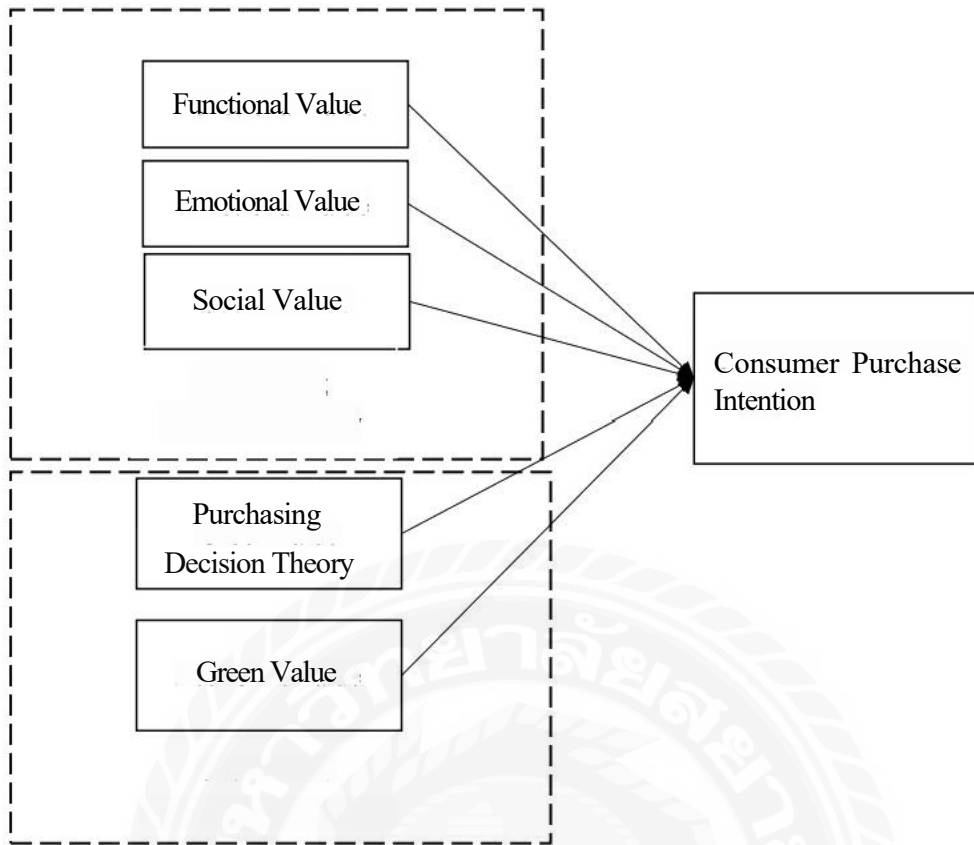 Functional Value
Emotional Value
Social Value
Consumer Purchase
Intention
Purchasing
Decision Theory
Green Value